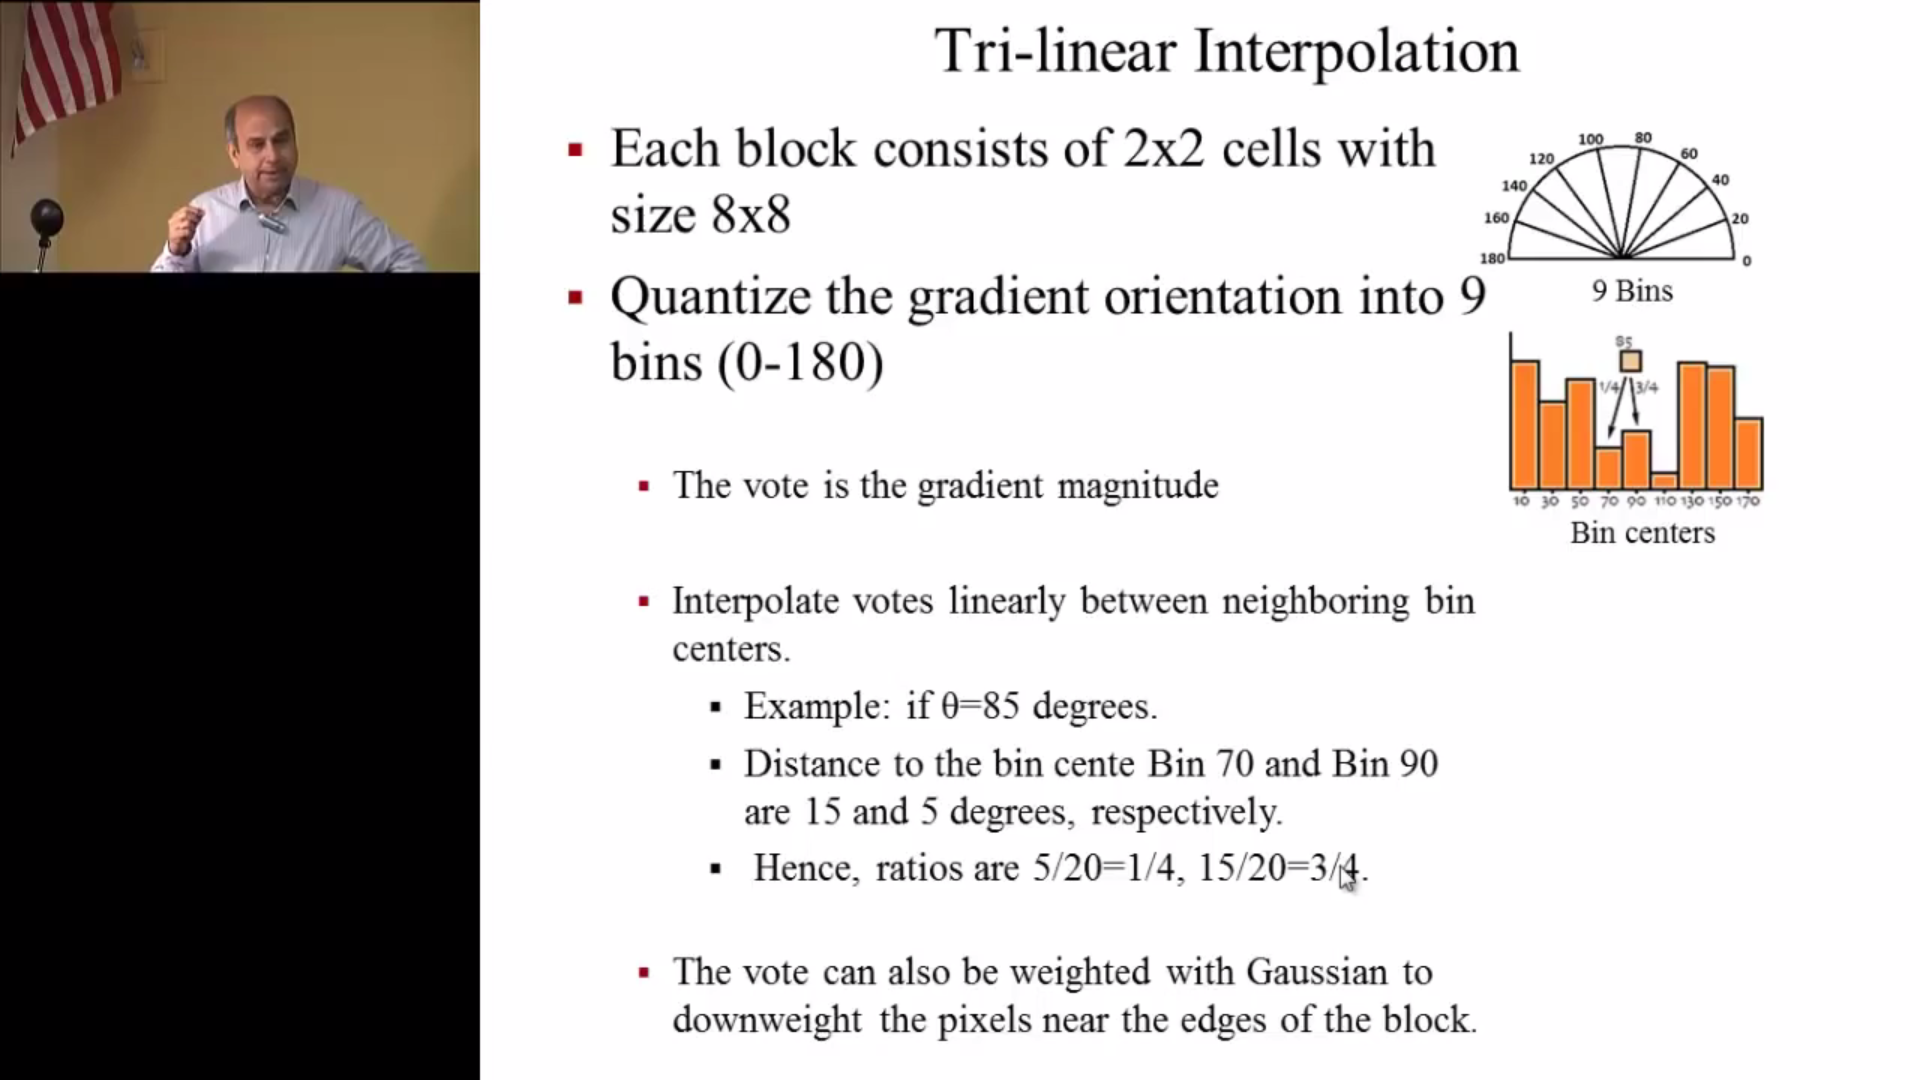 Tri-linear Interpolation
Each block consists of 2x2 cells with
size 8x8
Quantize the gradient orientation into 9
bins (0-180)
The vote is the gradient magnitude
Interpolate votes linearly between neighboring bin
centers.
Example: if θ=85 degrees.
Distance to the bin cente Bin 70 and Bin 90
are 15 and 5 degrees, respectively.
Hence, ratios are 5/20=1/4, 15/20=3/4.
The vote can also be weighted with Gaussian to
downweight the pixels near the edges of the block.
100 80
120 60
140 40
160 20
180 0
9 Bins
85
1/4 3/4
10 30 50 70 90 110 130 150 170
Bin centers